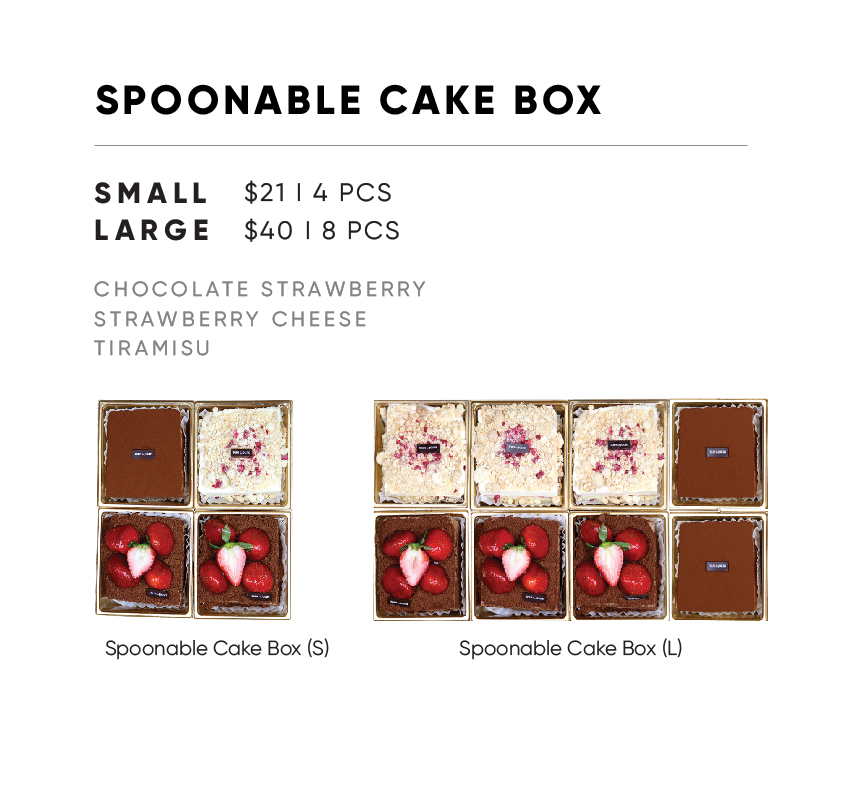 SPOONABLE CAKE BOX
SMALL $21 | 4 PCS
LARGE $40 | 8 PCS
CHOCOLATE STRAWBERRY
STRAWBERRY CHEESE
TIRAMISU
Spoonable Cake Box (S)
Spoonable Cake Box (L)